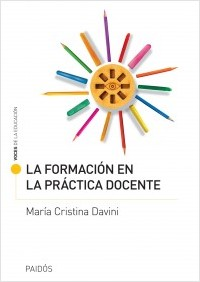 VOCES DE LA EDUCACIÓN
LA FORMACIÓN EN
LA PRÁCTICA DOCENTE
María Cristina Davini
PAIDÓS